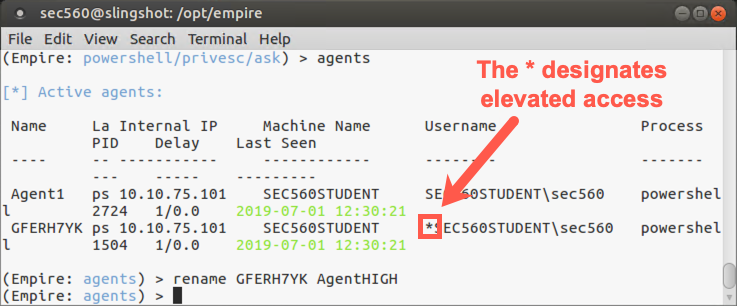 sec560@slingshot: /opt/empire
File Edit View Search Terminal Help
(Empire: powershell/privesc/ask) > agents
The * designates
elevated access
[*] Active agents:
Name La Internal IP Machine Name Username Process
PID Delay Last Seen
---- -- ----------- ------------ -------- -------
--- ----- ---------
Agent1 ps 10.10.75.101 SEC560STUDENT SEC560STUDENT\sec560 powershel
l 2724 1/0.0 2019-07-01 12:30:21
GFERH7YK ps 10.10.75.101 SEC560STUDENT *SEC560STUDENT\sec560 powershel
l 1504 1/0.0 2019-07-01 12:30:21
(Empire: agents) > rename GFERH7YK AgentHIGH
(Empire: agents) >